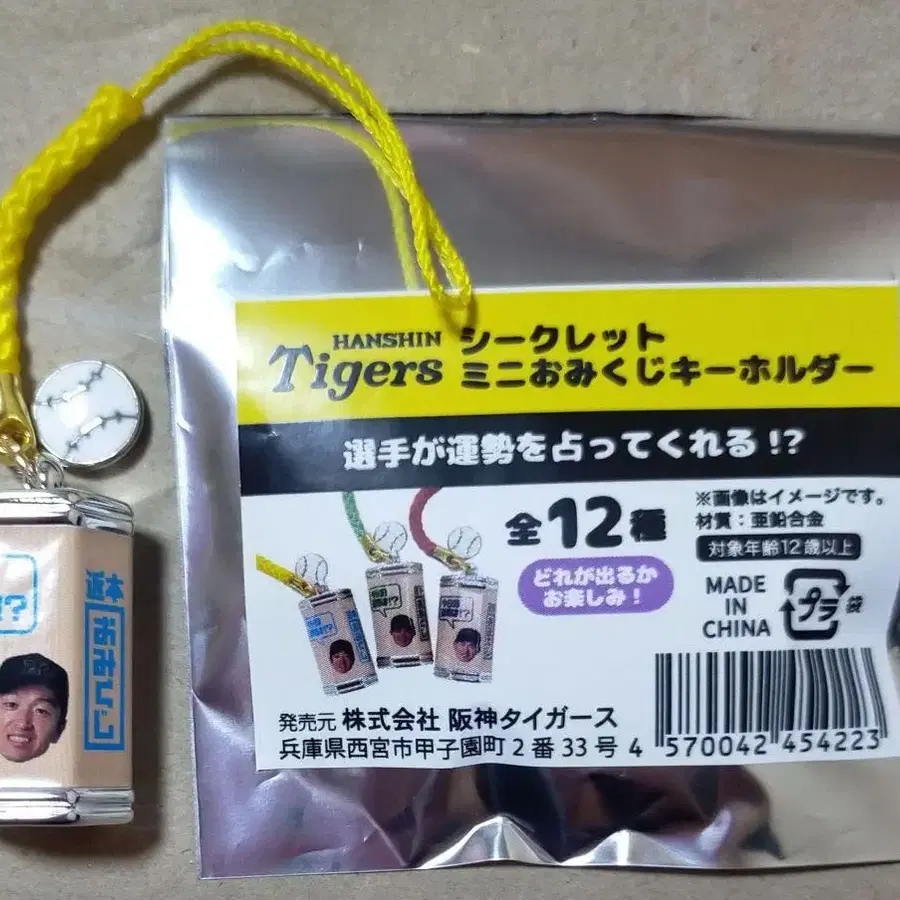 HANSHIN
Tigers
シークレット
ミニおみくじキーホルダー
選手が運勢を占ってくれる!?
全12種
どれが出るか
お楽しみ!
※画像はイメージです。
材質:亜鉛合金
対象年齢12歳以上
MADE
IN
CHINA
プラ
袋
発売元 株式会社 阪神タイガース
兵庫県西宮市甲子園町2番33号
4 570042 454223
坂本
おみくじ
!?